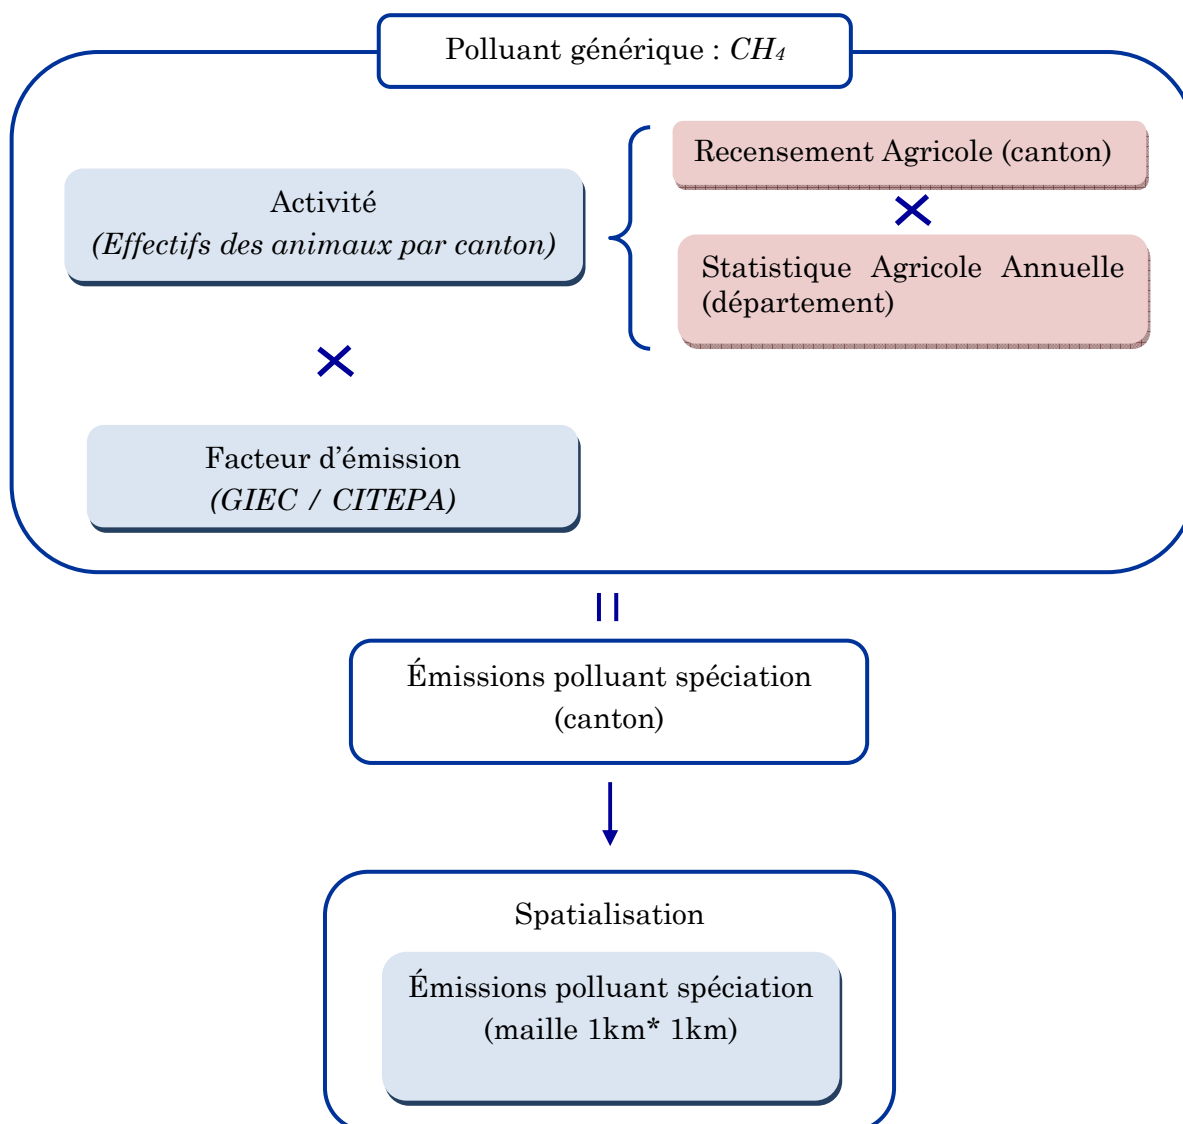 Polluant générique : CH4
Activité
(Effectifs des animaux par canton)
Recensement Agricole (canton)
Statistique Agricole Annuelle
(département)
Facteur d'émission
(GIEC / CITEPA)
Émissions polluant spéciation
(canton)
Spatialisation
Émissions polluant spéciation
(maille 1km* 1km)